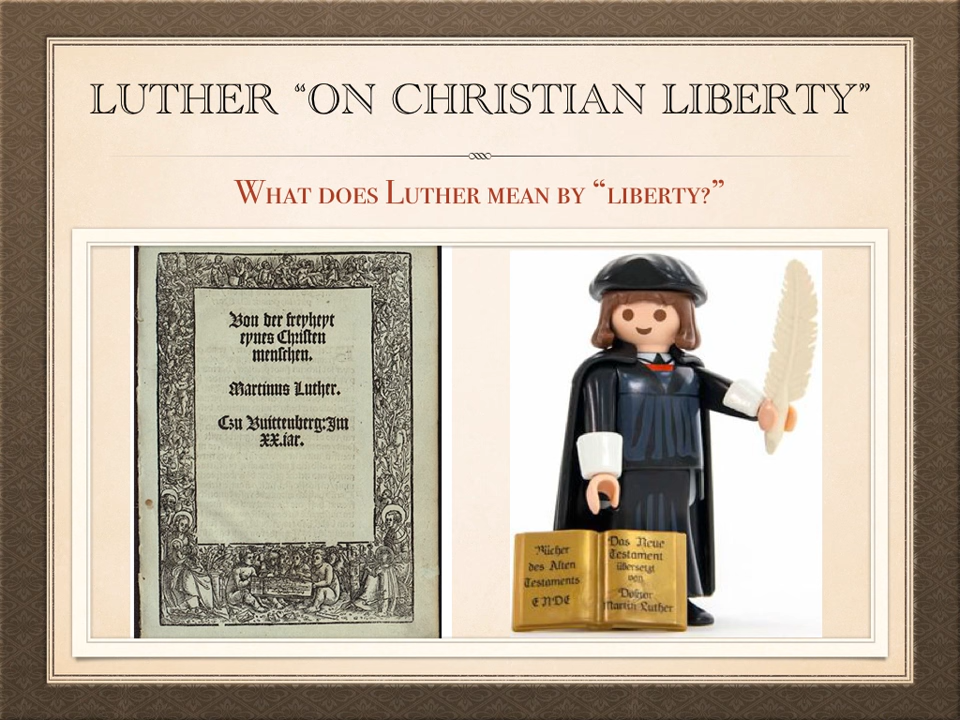 LUTHER “ON CHRISTIAN LIBERTY”
What does Luther mean by “liberty?”
Von der freyheyt
eynes Christen
menschen.
Martinus Luther.
Czu Vuittenberg: Im
XX. iar.
Bücher
des Alten
Testaments
ENDE
Das Neue
Testament
übersetzt
von
Doktor
Martin Luther